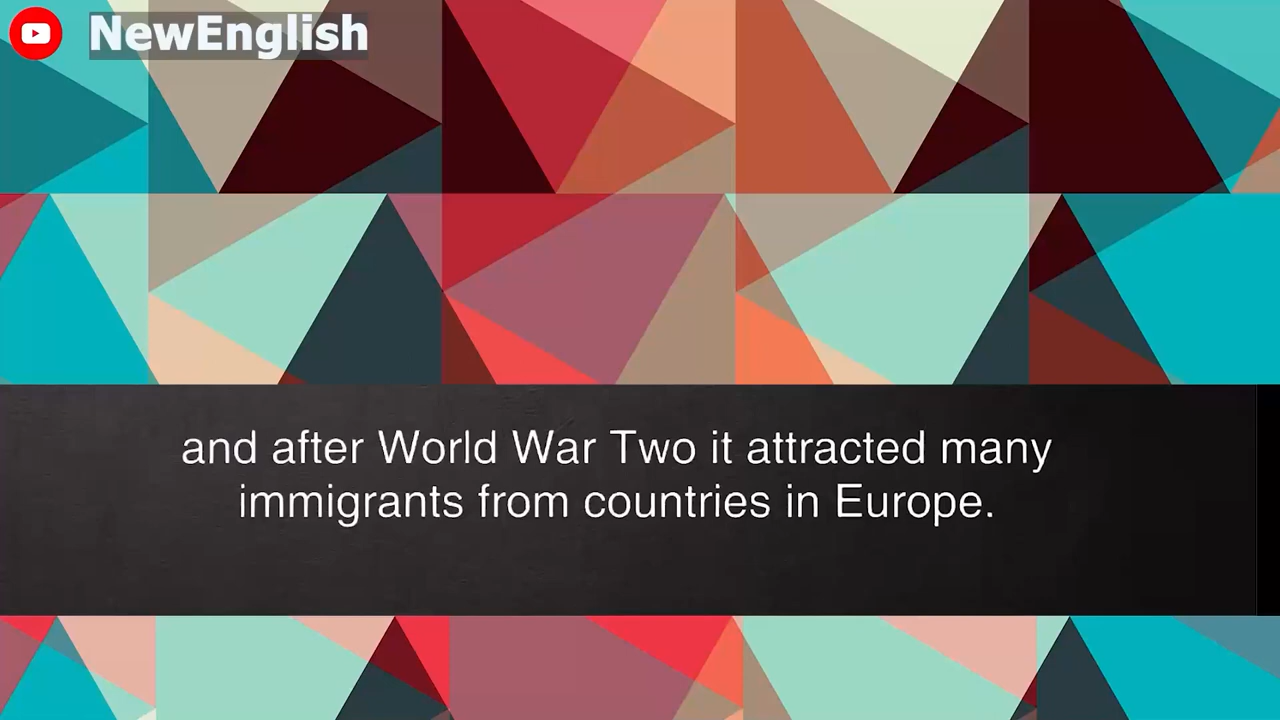 NewEnglish
and after World War Two it attracted many
immigrants from countries in Europe.